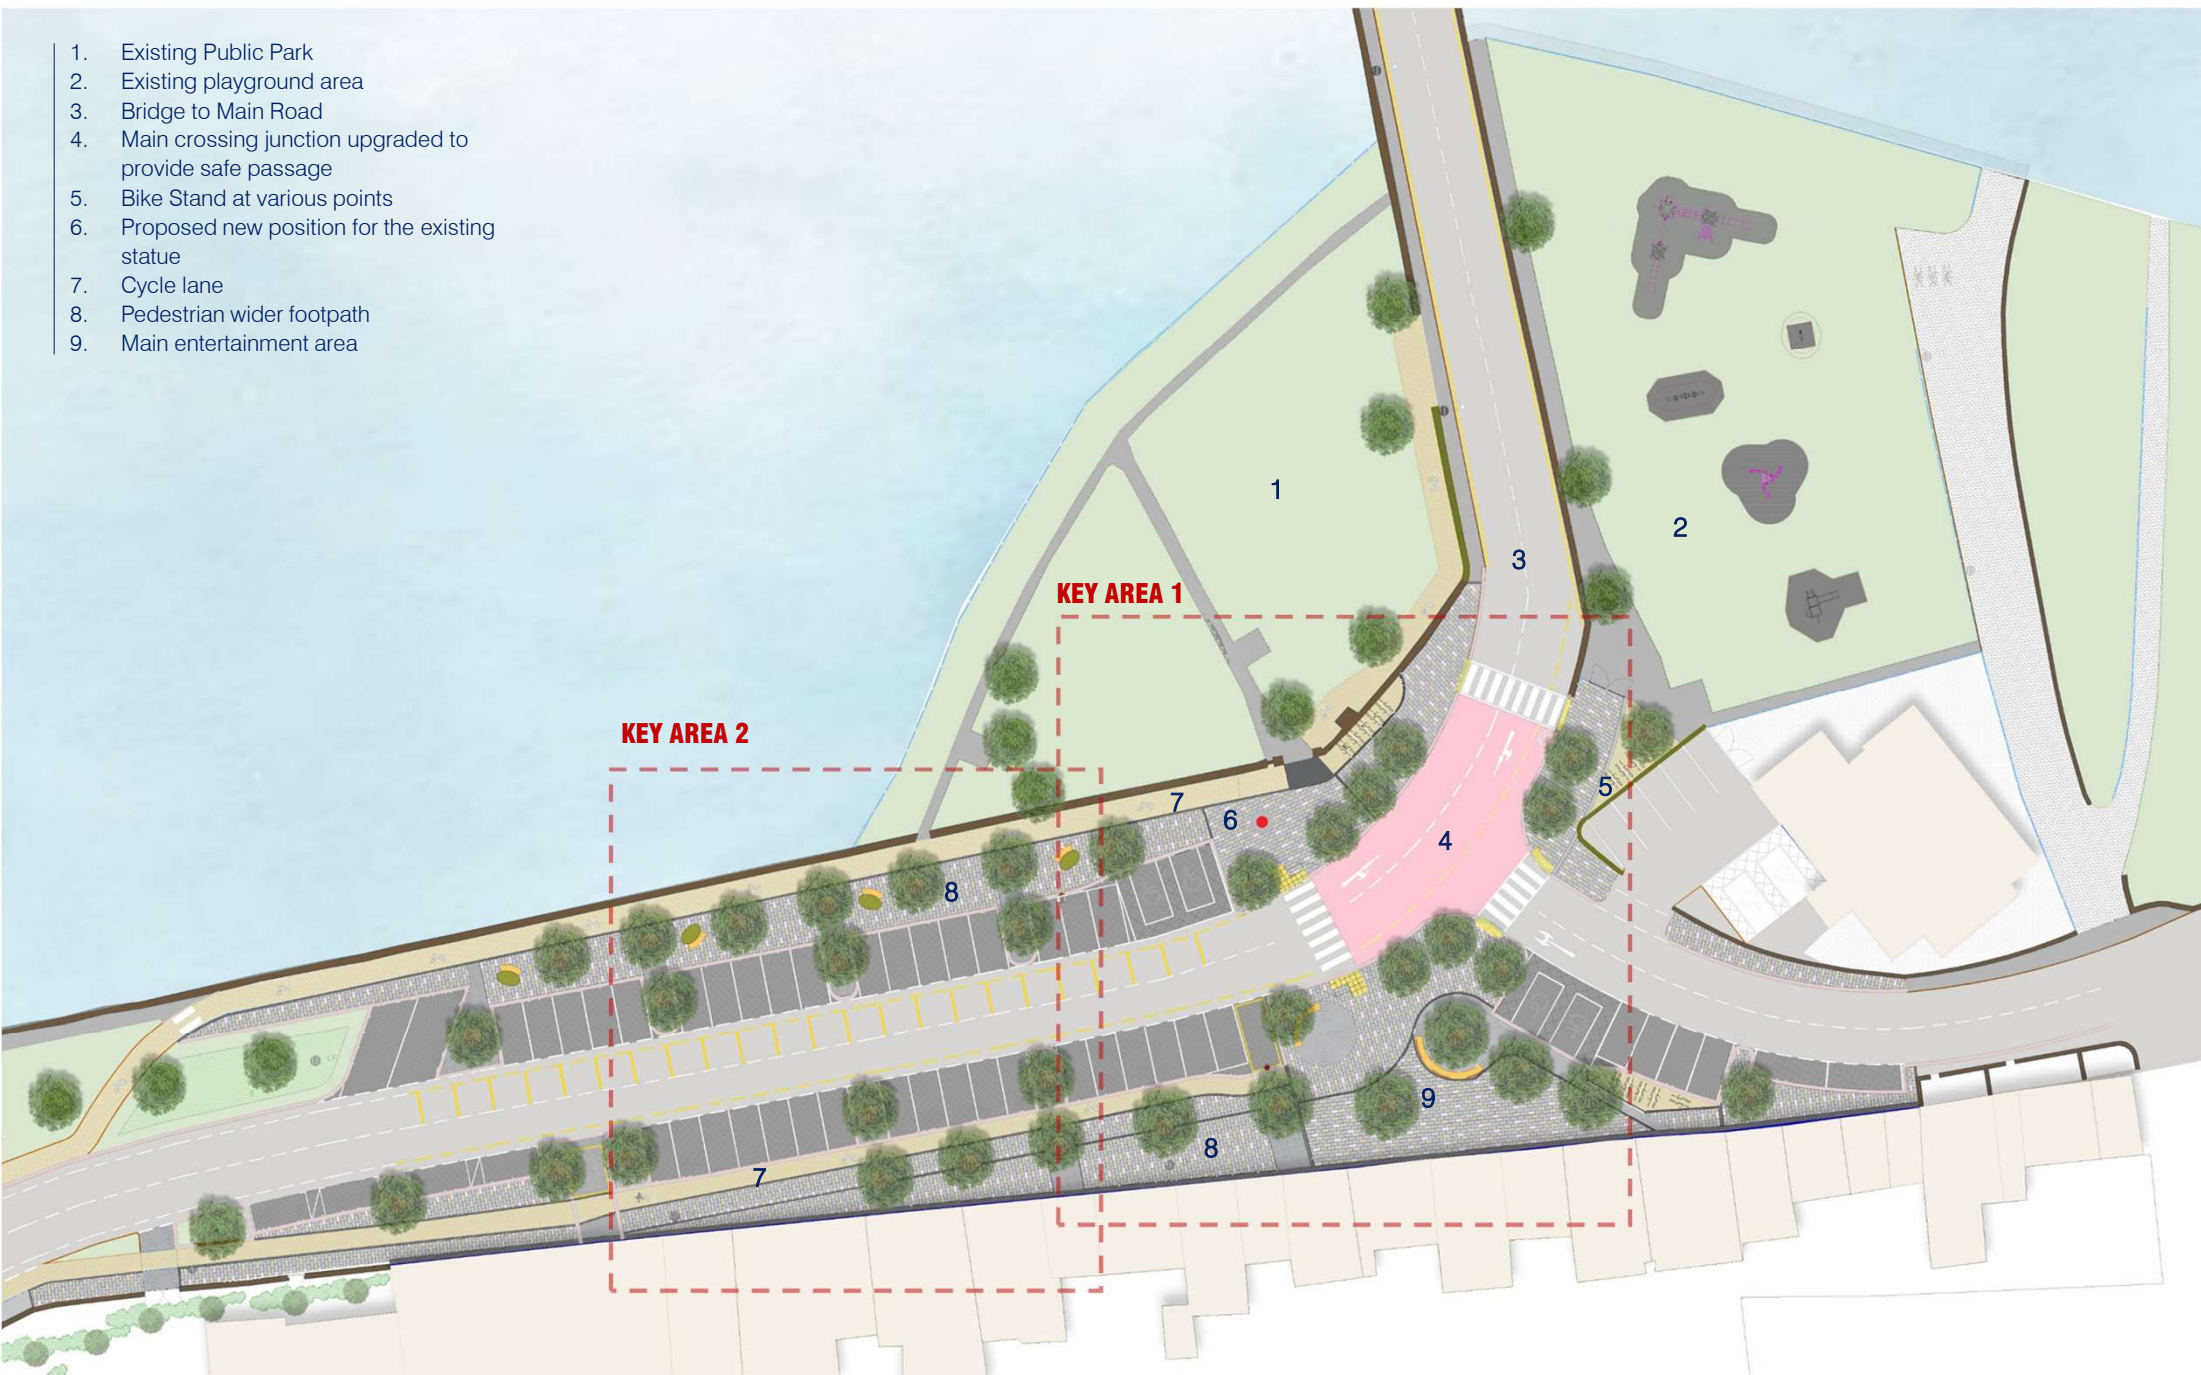 1. Existing Public Park
2. Existing playground area
3. Bridge to Main Road
4. Main crossing junction upgraded to
provide safe passage
5. Bike Stand at various points
6. Proposed new position for the existing
statue
7. Cycle lane
8. Pedestrian wider footpath
9. Main entertainment area
1
2
3
KEY AREA 1
KEY AREA 2
5
7
6
4
8
9
8
7